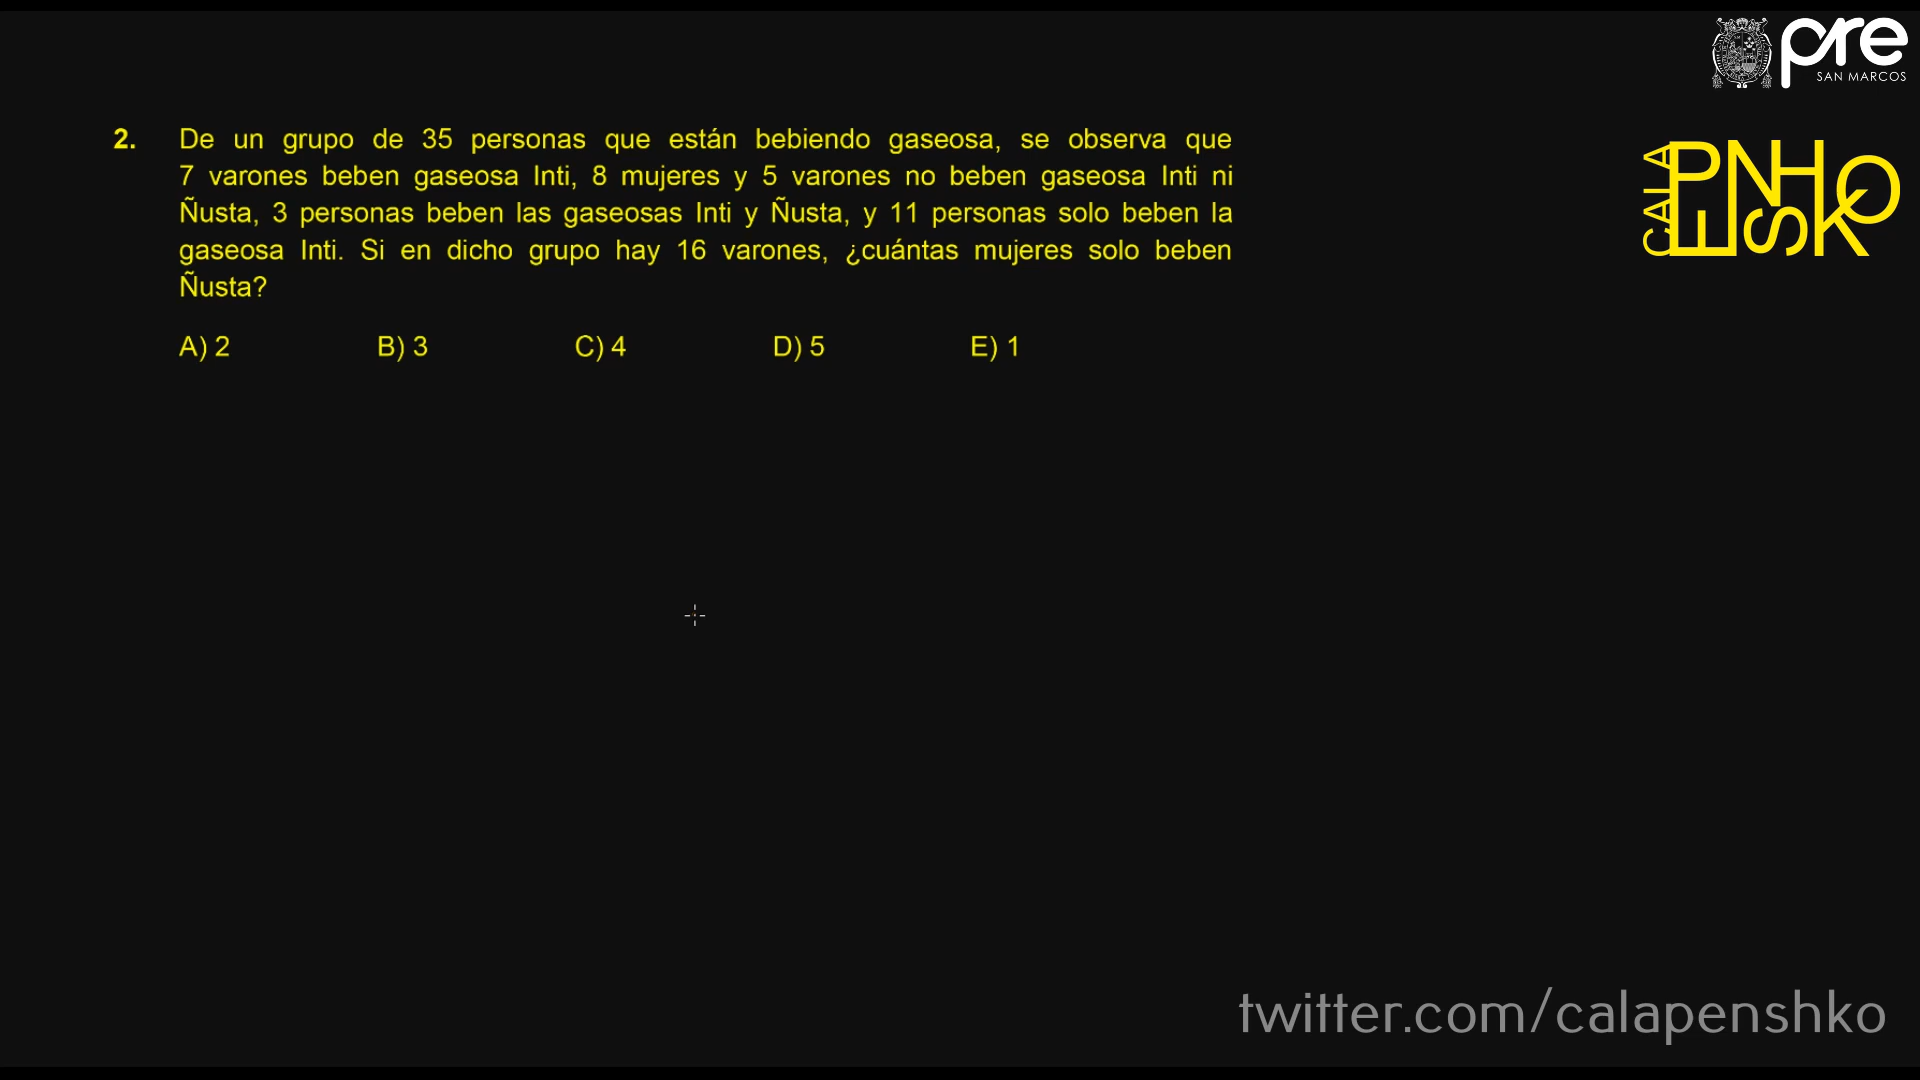 pre
SAN MARCOS
CALA
PENSHKO
2. De un grupo de 35 personas que están bebiendo gaseosa, se observa que
7 varones beben gaseosa Inti, 8 mujeres y 5 varones no beben gaseosa Inti ni
Ñusta, 3 personas beben las gaseosas Inti y Ñusta, y 11 personas solo beben la
gaseosa Inti. Si en dicho grupo hay 16 varones, ¿cuántas mujeres solo beben
Ñusta?
A) 2 B) 3 C) 4 D) 5 E) 1
twitter.com/calapenshko